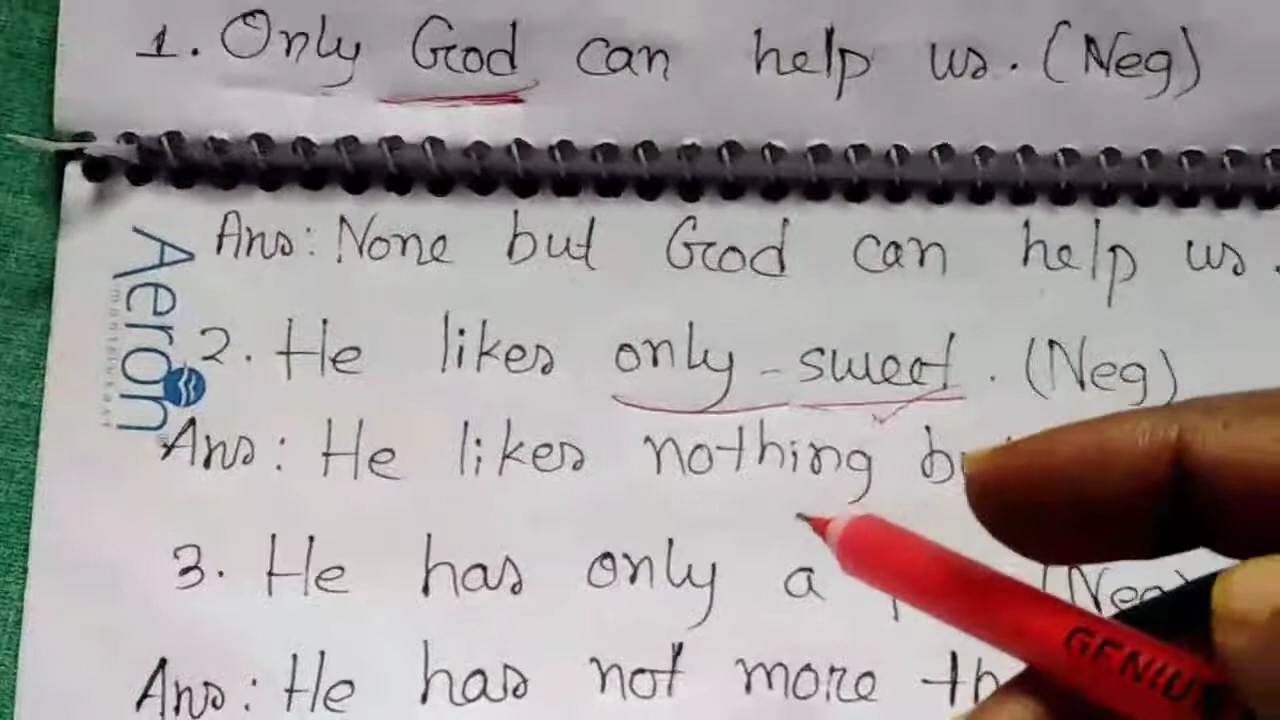 1. Only God can help us. (Neg)
Ans: None but God can help us.
Aeron
2. He likes only sweet. (Neg)
Ans: He likes nothing
3. He has only a (Neg)
Ans: He has not more
GENIU